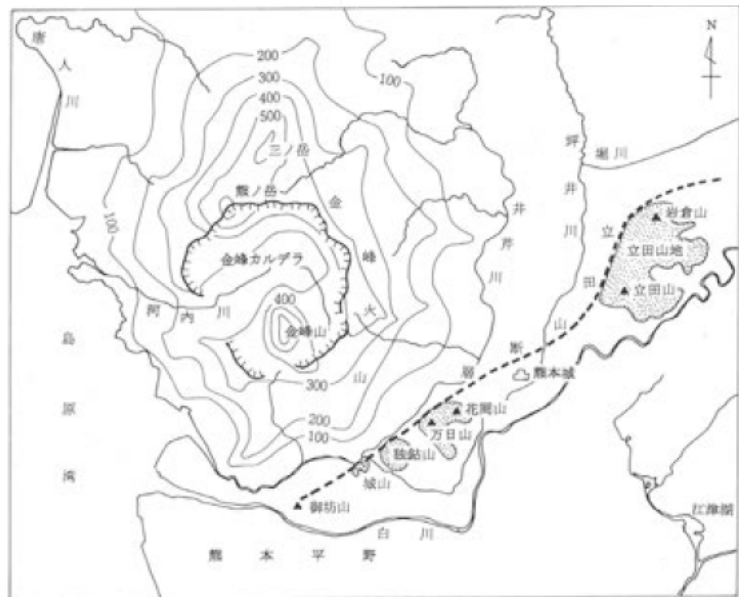 唐人川
200
300
400
500
100
N
三ノ岳
熊ノ岳
金峰火山
金峰カルデラ
井芹川
坪井川
堀川
岩倉山
立田山地
立田山
立田山断層
100
河内川
400
金峰山
熊本城
島原湾
300
200
100
花岡山
万日山
独鈷山
城山
御坊山
白川
江津湖
熊本平野